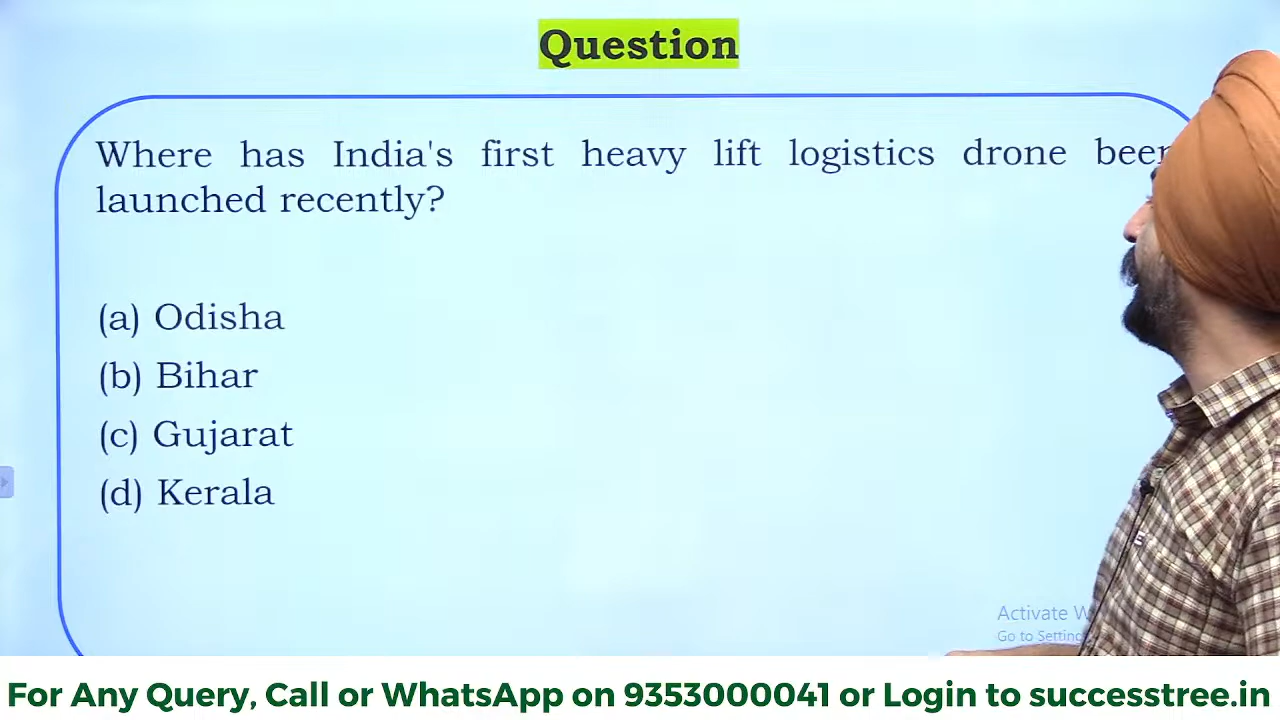 Question
Where has India's first heavy lift logistics drone been
launched recently?
(a) Odisha
(b) Bihar
(c) Gujarat
(d) Kerala
Activate W
Go to Setting
For Any Query, Call or WhatsApp on 9353000041 or Login to successtree.in